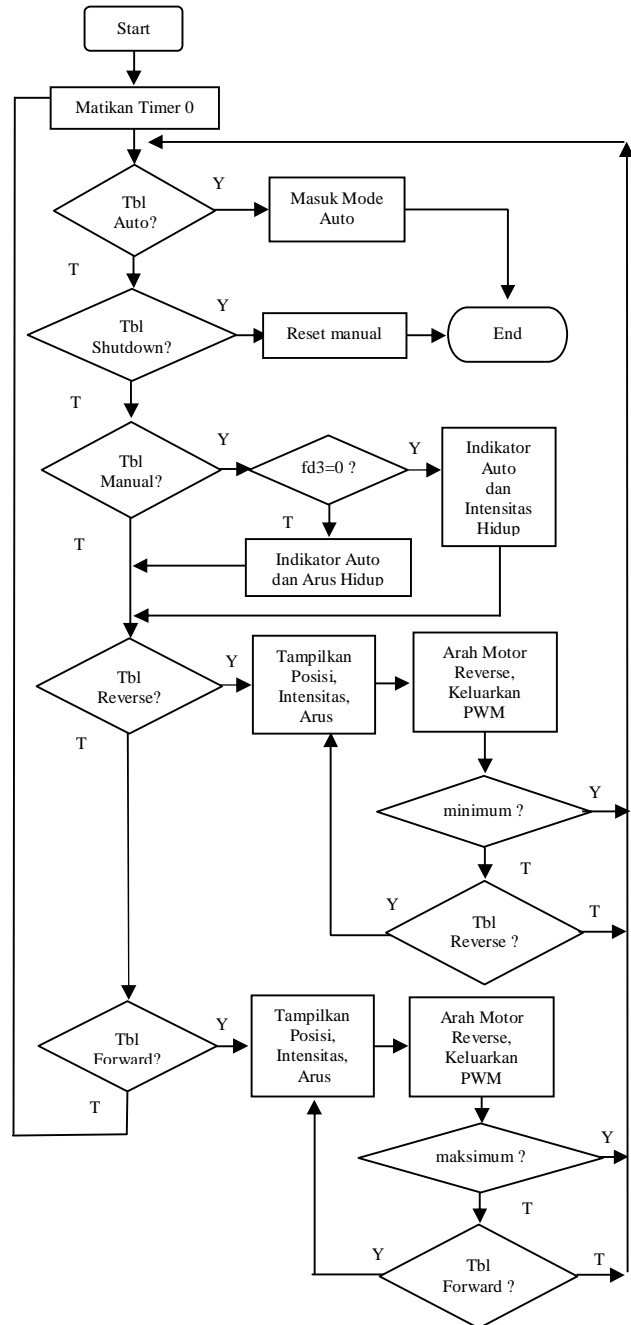 Start
Matikan Timer 0
Tbl
Auto?
Y
Masuk Mode
Auto
T
Tbl
Shutdown?
Y
Reset manual
End
T
Tbl
Manual?
Y
fd3=0 ?
Y
Indikator
Auto
dan
Intensitas
Hidup
T
T
Indikator Auto
dan Arus Hidup
Tbl
Reverse?
Y
Tampilkan
Posisi,
Intensitas,
Arus
Arah Motor
Reverse,
Keluarkan
PWM
T
minimum ?
Y
T
Y
Tbl
Reverse ?
T
Tbl
Forward?
Y
Tampilkan
Posisi,
Intensitas,
Arus
Arah Motor
Reverse,
Keluarkan
PWM
T
maksimum ?
Y
T
Y
Tbl
Forward ?
T